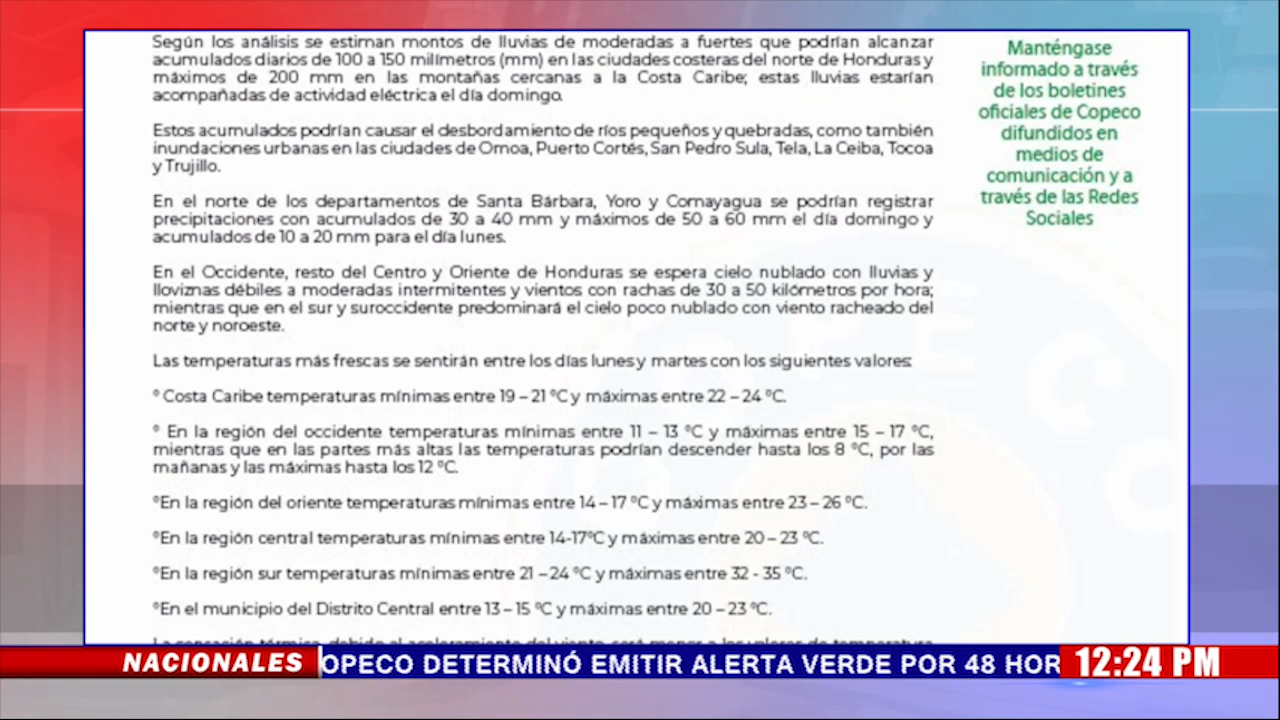 Según los análisis se estiman montos de lluvias de moderadas a fuertes que podrían alcanzar
acumulados diarios de 100 a 150 milímetros (mm) en las ciudades costeras del norte de Honduras y
máximos de 200 mm en las montañas cercanas a la Costa Caribe; estas lluvias estarían
acompañadas de actividad eléctrica el día domingo.
Estos acumulados podrían causar el desbordamiento de ríos pequeños y quebradas, como también
inundaciones urbanas en las ciudades de Omoa, Puerto Cortés, San Pedro Sula, Tela, La Ceiba, Tocoa
y Trujillo.
En el norte de los departamentos de Santa Bárbara, Yoro y Comayagua se podrían registrar
precipitaciones con acumulados de 30 a 40 mm y máximos de 50 a 60 mm el día domingo y
acumulados de 10 a 20 mm para el día lunes.
En el Occidente, resto del Centro y Oriente de Honduras se espera cielo nublado con lluvias y
lloviznas débiles a moderadas intermitentes y vientos con rachas de 30 a 50 kilómetros por hora;
mientras que en el sur y suroccidente predominará el cielo poco nublado con viento racheado del
norte y noroeste.
Las temperaturas más frescas se sentirán entre los días lunes y martes con los siguientes valores:
° Costa Caribe temperaturas mínimas entre 19 – 21 °C y máximas entre 22 – 24 °C.
° En la región del occidente temperaturas mínimas entre 11 – 13 °C y máximas entre 15 – 17 °C,
mientras que en las partes más altas las temperaturas podrían descender hasta los 8 °C, por las
mañanas y las máximas hasta los 12 °C.
°En la región del oriente temperaturas mínimas entre 14 – 17 °C y máximas entre 23 – 26 °C.
°En la región central temperaturas mínimas entre 14-17°C y máximas entre 20 – 23 °C.
°En la región sur temperaturas mínimas entre 21 – 24 °C y máximas entre 32 - 35 °C.
°En el municipio del Distrito Central entre 13 – 15 °C y máximas entre 20 – 23 °C.
Manténgase
informado a través
de los boletines
oficiales de Copeco
difundidos en
medios de
comunicación y a
través de las Redes
Sociales
NACIONALES
OPECO DETERMINÓ EMITIR ALERTA VERDE POR 48 HOR
12:24 PM